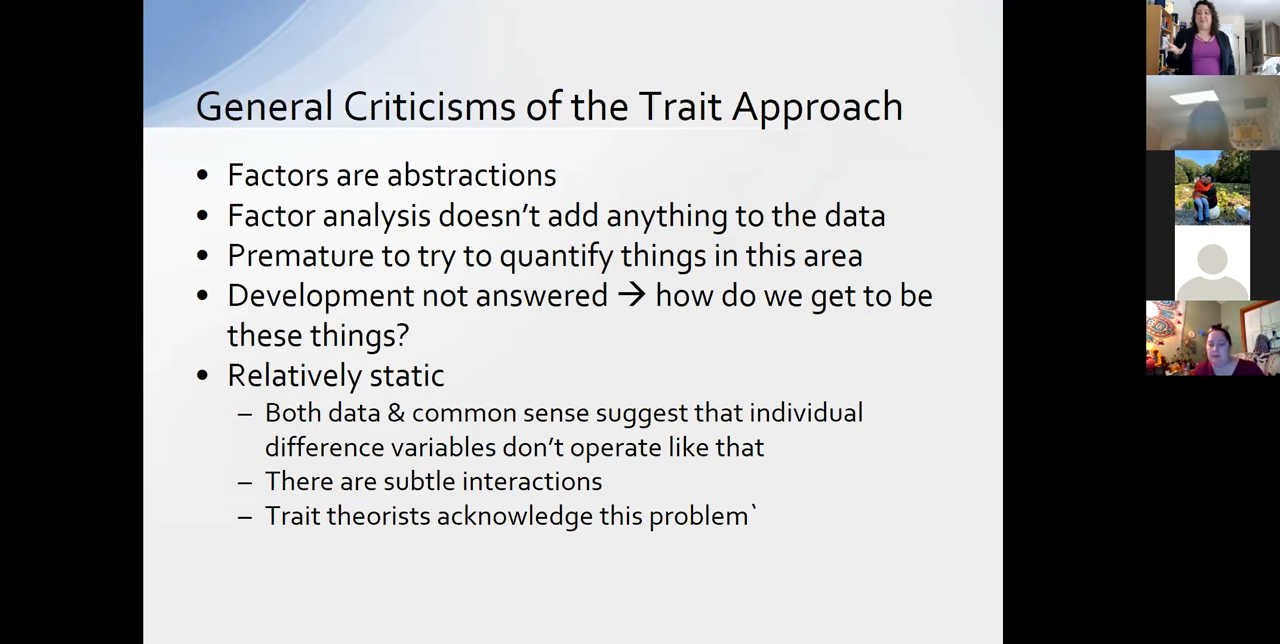 General Criticisms of the Trait Approach
• Factors are abstractions
• Factor analysis doesn't add anything to the data
• Premature to try to quantify things in this area
• Development not answered → how do we get to be
these things?
• Relatively static
– Both data & common sense suggest that individual
difference variables don't operate like that
– There are subtle interactions
– Trait theorists acknowledge this problem`